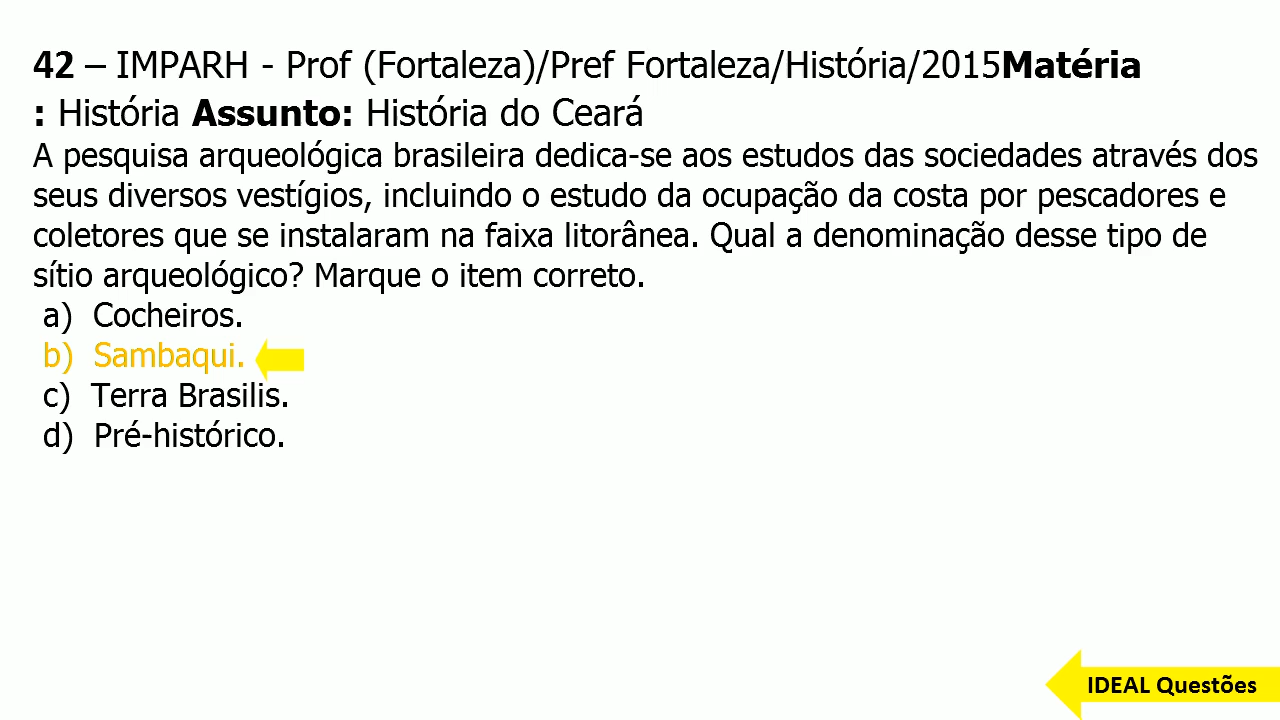 42 – IMPARH - Prof (Fortaleza)/Pref Fortaleza/História/2015Matéria
: História Assunto: História do Ceará
A pesquisa arqueológica brasileira dedica-se aos estudos das sociedades através dos
seus diversos vestígios, incluindo o estudo da ocupação da costa por pescadores e
coletores que se instalaram na faixa litorânea. Qual a denominação desse tipo de
sítio arqueológico? Marque o item correto.
a) Cocheiros.
b) Sambaqui.
c) Terra Brasilis.
d) Pré-histórico.
IDEAL Questões